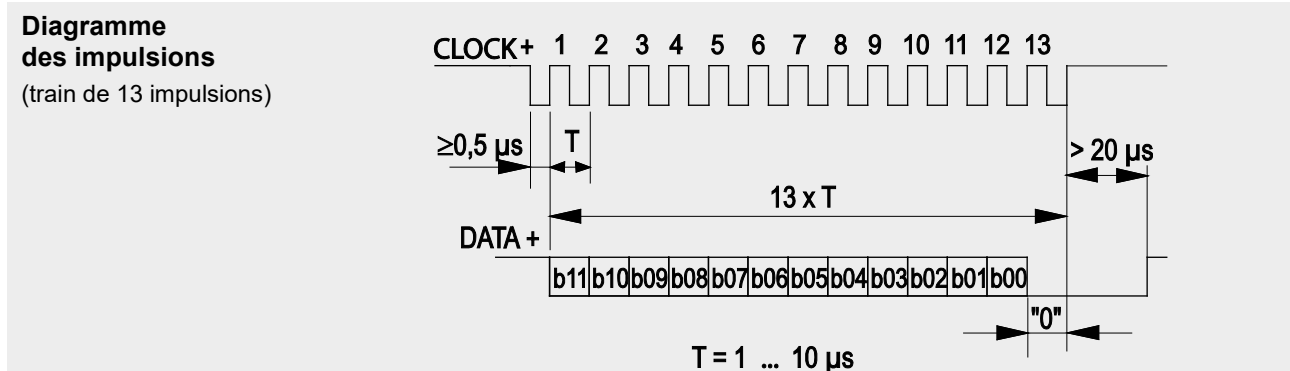 Diagramme
des impulsions
(train de 13 impulsions)
CLOCK+ 1 2 3 4 5 6 7 8 9 10 11 12 13
≥0,5 µs T > 20 µs
13 x T
DATA +
b11 b10 b09 b08 b07 b06 b05 b04 b03 b02 b01 b00
"0"
T = 1 ... 10 µs